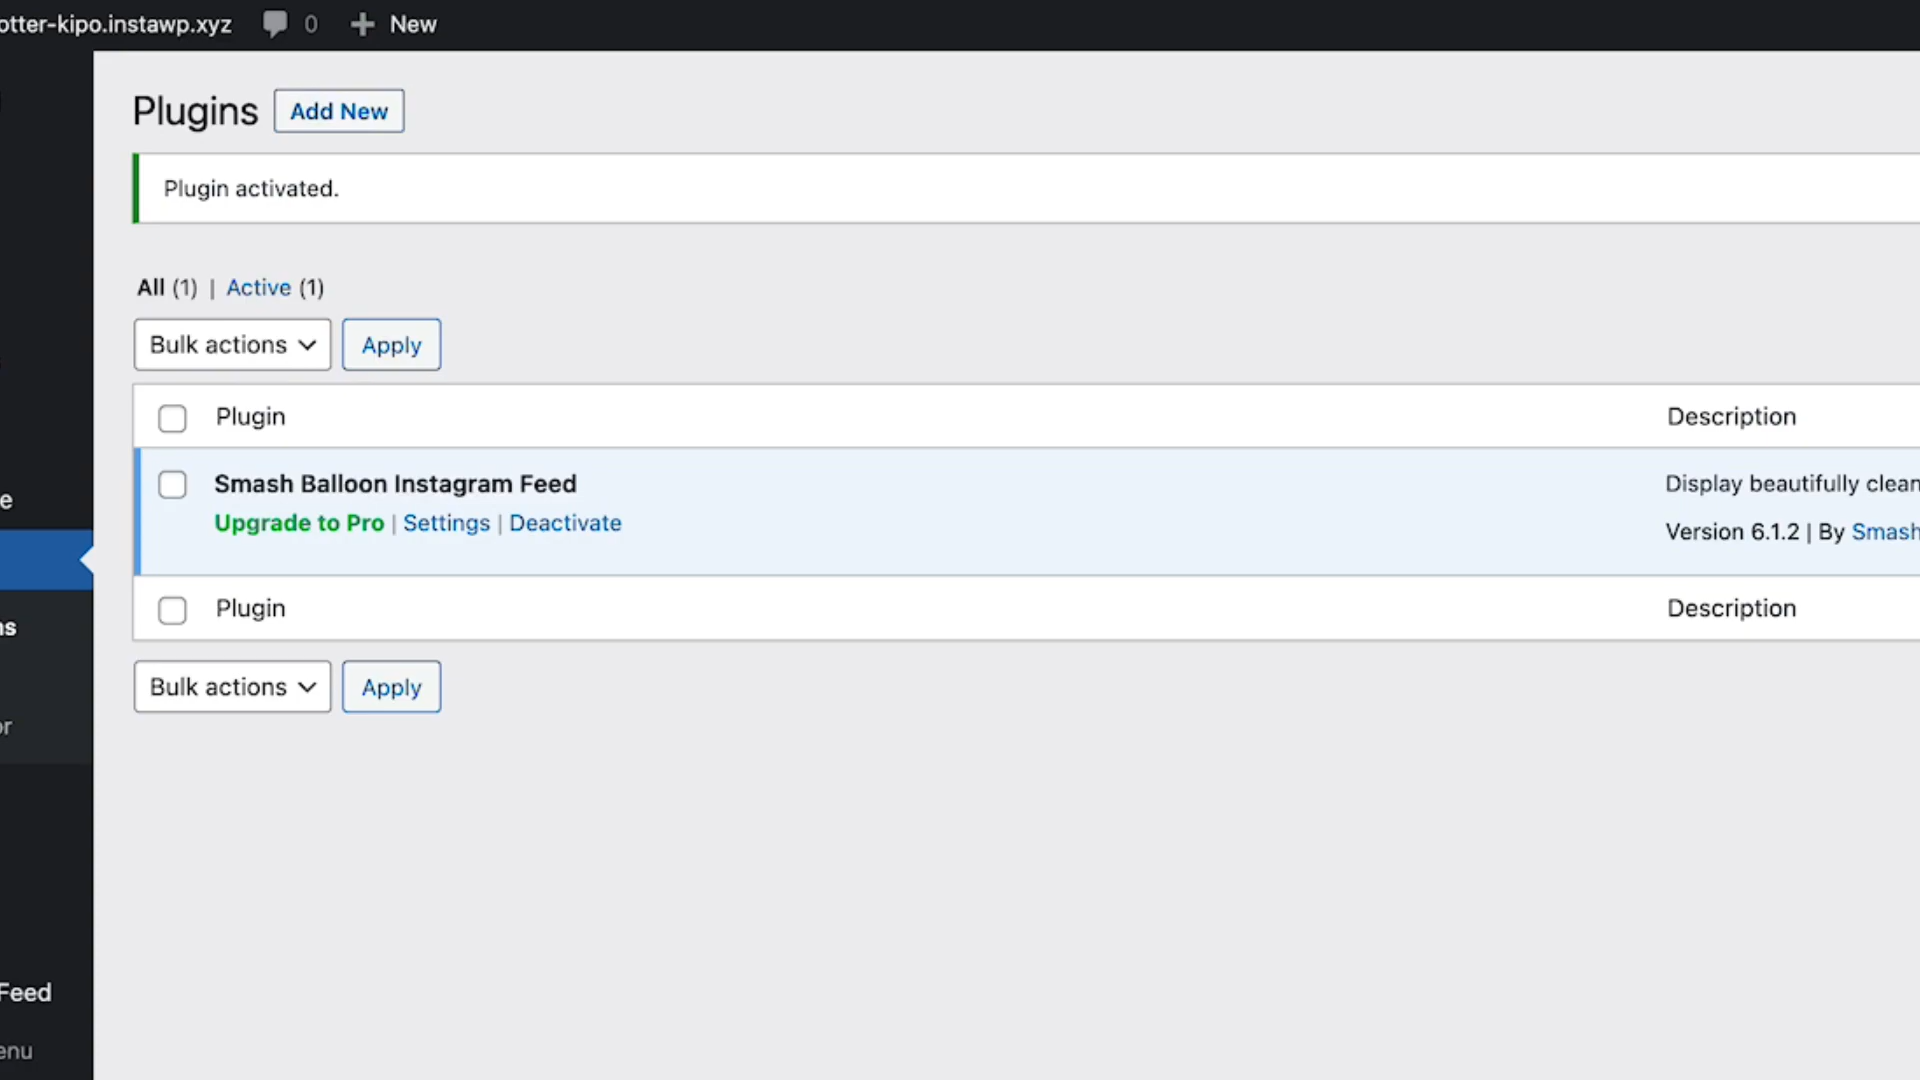 otter-kipo.instawp.xyz 0 + New
Plugins Add New
Plugin activated.
All (1) | Active (1)
Bulk actions Apply
Plugin Description
Smash Balloon Instagram Feed Display beautifully clean
Upgrade to Pro | Settings | Deactivate
Version 6.1.2 | By Smash
Plugin Description
Bulk actions Apply
Feed